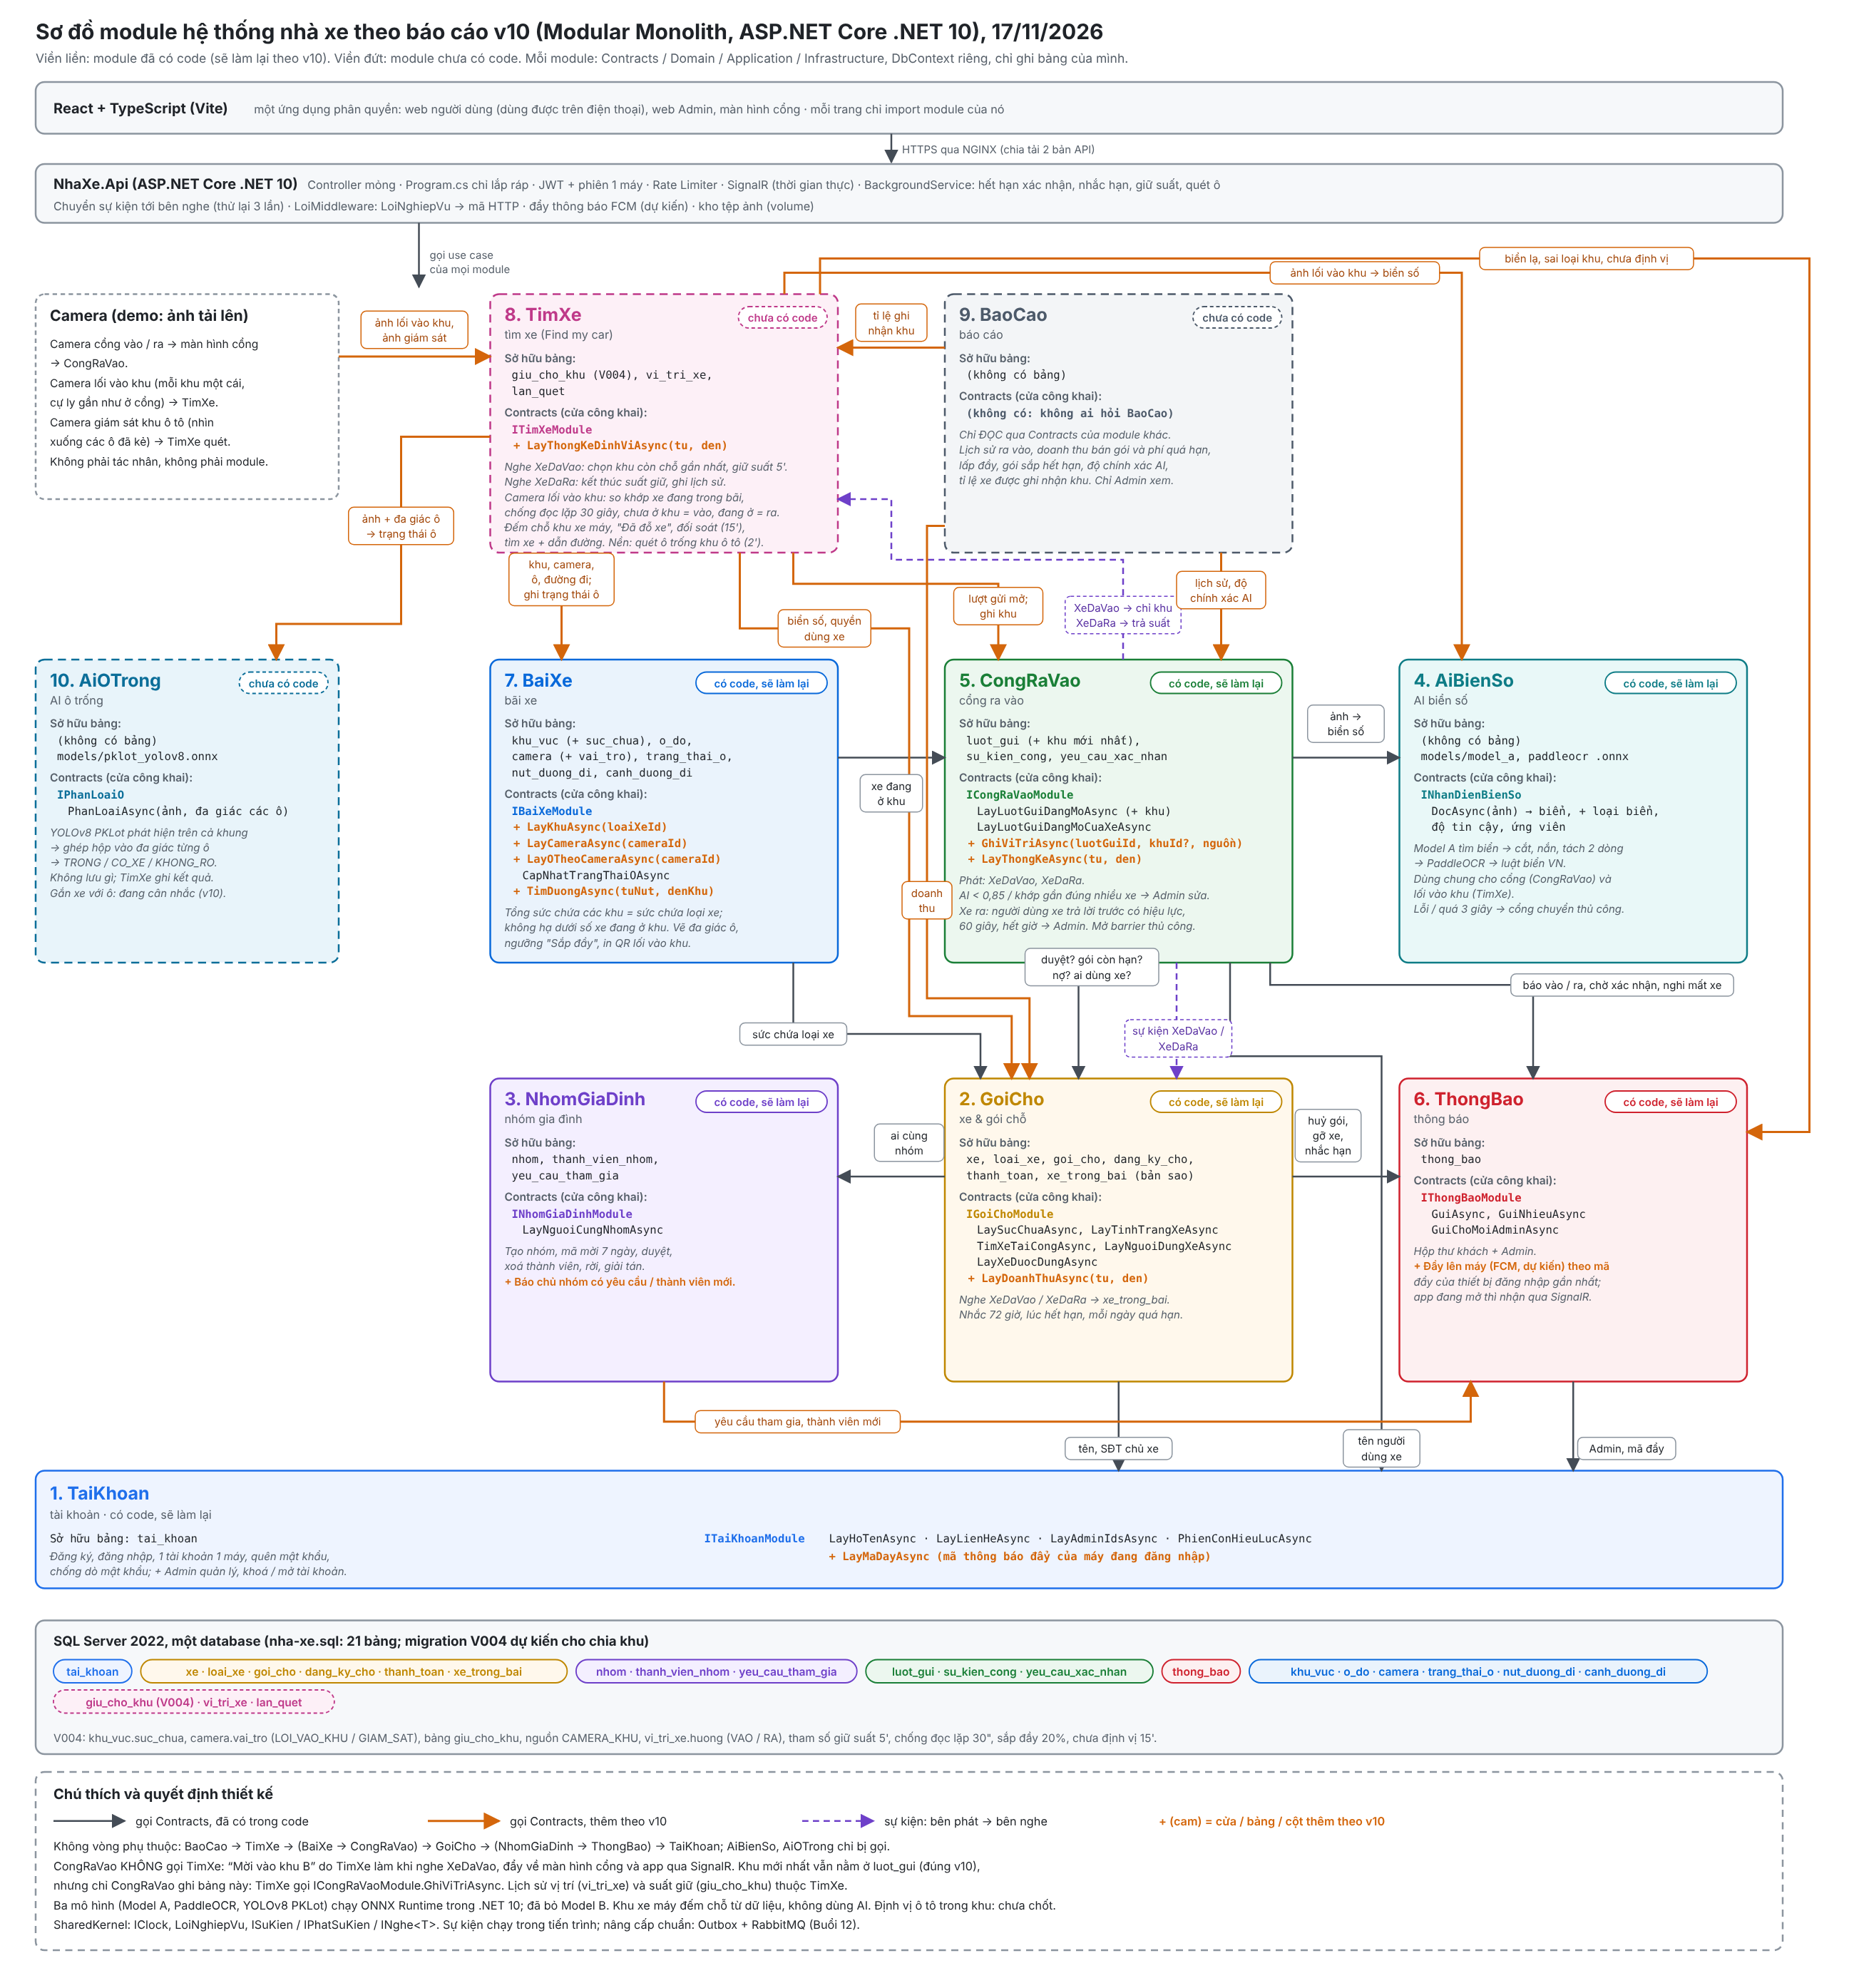 Sơ đồ module hệ thống nhà xe theo báo cáo v10 (Modular Monolith, ASP.NET Core .NET 10), 17/11/2026
Viền liền: module đã có code (sẽ làm lại theo v10). Viền đứt: module chưa có code. Mỗi module: Contracts / Domain / Application / Infrastructure, DbContext riêng, chỉ ghi bảng của mình.
React + TypeScript (Vite) một ứng dụng phân quyền: web người dùng (dùng được trên điện thoại), web Admin, màn hình cổng · mỗi trang chỉ import module của nó
HTTPS qua NGINX (chia tải 2 bản API)
NhaXe.Api (ASP.NET Core .NET 10) Controller mỏng · Program.cs chỉ lắp ráp · JWT + phiên 1 máy · Rate Limiter · SignalR (thời gian thực) · BackgroundService: hết hạn xác nhận, nhắc hạn, giữ suất, quét ô
Chuyển sự kiện tới bên nghe (thử lại 3 lần) · LoiMiddleware: LoiNghiepVu → mã HTTP · đẩy thông báo FCM (dự kiến) · kho tệp ảnh (volume)
gọi use case
của mọi module
biển lạ, sai loại khu, chưa định vị
ảnh lối vào khu → biển số
Camera (demo: ảnh tải lên)
Camera cổng vào / ra → màn hình cổng
→ CongRaVao.
Camera lối vào khu (mỗi khu một cái,
cự ly gần như ở cổng) → TimXe.
Camera giám sát khu ô tô (nhìn
xuống các ô đã kẻ) → TimXe quét.
Không phải tác nhân, không phải module.
ảnh lối vào khu,
ảnh giám sát
8. TimXe
chưa có code
tìm xe (Find my car)
Sở hữu bảng:
giu_cho_khu (V004), vi_tri_xe,
lan_quet
Contracts (cửa công khai):
ITimXeModule
+ LayThongKeDinhViAsync(tu, den)
Nghe XeDaVao: chọn khu còn chỗ gần nhất, giữ suất 5'.
Nghe XeDaRa: kết thúc suất giữ, ghi lịch sử.
Camera lối vào khu: so khớp xe đang trong bãi,
chống đọc lặp 30 giây, chưa ở khu = vào, đang ở = ra.
Đếm chỗ khu xe máy, "Đã đỗ xe", đối soát (15'),
tìm xe + dẫn đường. Nền: quét ô trống khu ô tô (2').
tỉ lệ ghi
nhận khu
9. BaoCao
chưa có code
báo cáo
Sở hữu bảng:
(không có bảng)
Contracts (cửa công khai):
(không có: không ai hỏi BaoCao)
Chỉ ĐỌC qua Contracts của module khác.
Lịch sử ra vào, doanh thu bán gói và phí quá hạn,
lấp đầy, gói sắp hết hạn, độ chính xác AI,
tỉ lệ xe được ghi nhận khu. Chỉ Admin xem.
ảnh + đa giác ô
→ trạng thái ô
khu, camera,
ô, đường đi;
ghi trạng thái ô
biển số, quyền
dùng xe
lượt gửi mở;
ghi khu
XeDaVao → chỉ khu
XeDaRa → trả suất
lịch sử, độ
chính xác AI
10. AiOTrong
chưa có code
AI ô trống
Sở hữu bảng:
(không có bảng)
models/pklot_yolov8.onnx
Contracts (cửa công khai):
IPhanLoaiO
PhanLoaiAsync(ảnh, đa giác các ô)
YOLOv8 PKLot phát hiện trên cả khung
→ ghép hộp vào đa giác từng ô
→ TRONG / CO_XE / KHONG_RO.
Không lưu gì; TimXe ghi kết quả.
Gắn xe với ô: đang cân nhắc (v10).
7. BaiXe
có code, sẽ làm lại
bãi xe
Sở hữu bảng:
khu_vuc (+ suc_chua), o_do,
camera (+ vai_tro), trang_thai_o,
nut_duong_di, canh_duong_di
Contracts (cửa công khai):
IBaiXeModule
+ LayKhuAsync(loaiXeId)
+ LayCameraAsync(cameraId)
+ LayOTheoCameraAsync(cameraId)
CapNhatTrangThaiOAsync
+ TimDuongAsync(tuNut, denKhu)
Tổng sức chứa các khu = sức chứa loại xe;
không hạ dưới số xe đang ở khu. Vẽ đa giác ô,
ngưỡng "Sắp đầy", in QR lối vào khu.
xe đang
ở khu
doanh
thu
5. CongRaVao
có code, sẽ làm lại
cổng ra vào
Sở hữu bảng:
luot_gui (+ khu mới nhất),
su_kien_cong, yeu_cau_xac_nhan
Contracts (cửa công khai):
ICongRaVaoModule
LayLuotGuiDangMoAsync (+ khu)
LayLuotGuiDangMoCuaXeAsync
+ GhiViTriAsync(luotGuiId, khuId?, nguồn)
+ LayThongKeAsync(tu, den)
Phát: XeDaVao, XeDaRa.
AI < 0,85 / khớp gần đúng nhiều xe → Admin sửa.
Xe ra: người dùng xe trả lời trước có hiệu lực,
60 giây, hết giờ → Admin. Mở barrier thủ công.
ảnh →
biển số
4. AiBienSo
có code, sẽ làm lại
AI biển số
Sở hữu bảng:
(không có bảng)
models/model_a, paddleocr .onnx
Contracts (cửa công khai):
INhanDienBienSo
DocAsync(ảnh) → biển, + loại biển,
độ tin cậy, ứng viên
Model A tìm biển → cắt, nắn, tách 2 dòng
→ PaddleOCR → luật biển VN.
Dùng chung cho cổng (CongRaVao) và
lối vào khu (TimXe).
Lỗi / quá 3 giây → cổng chuyển thủ công.
duyệt? gói còn hạn?
nợ? ai dùng xe?
báo vào / ra, chờ xác nhận, nghi mất xe
sức chứa loại xe
sự kiện XeDaVao /
XeDaRa
3. NhomGiaDinh
có code, sẽ làm lại
nhóm gia đình
Sở hữu bảng:
nhom, thanh_vien_nhom,
yeu_cau_tham_gia
Contracts (cửa công khai):
INhomGiaDinhModule
LayNguoiCungNhomAsync
Tạo nhóm, mã mời 7 ngày, duyệt,
xoá thành viên, rời, giải tán.
+ Báo chủ nhóm có yêu cầu / thành viên mới.
ai cùng
nhóm
2. GoiCho
có code, sẽ làm lại
xe & gói chỗ
Sở hữu bảng:
xe, loai_xe, goi_cho, dang_ky_cho,
thanh_toan, xe_trong_bai (bản sao)
Contracts (cửa công khai):
IGoiChoModule
LaySucChuaAsync, LayTinhTrangXeAsync
TimXeTaiCongAsync, LayNguoiDungXeAsync
LayXeDuocDungAsync
+ LayDoanhThuAsync(tu, den)
Nghe XeDaVao / XeDaRa → xe_trong_bai.
Nhắc 72 giờ, lúc hết hạn, mỗi ngày quá hạn.
huỷ gói,
gỡ xe,
nhắc hạn
6. ThongBao
có code, sẽ làm lại
thông báo
Sở hữu bảng:
thong_bao
Contracts (cửa công khai):
IThongBaoModule
GuiAsync, GuiNhieuAsync
GuiChoMoiAdminAsync
Hộp thư khách + Admin.
+ Đẩy lên máy (FCM, dự kiến) theo mã
đẩy của thiết bị đăng nhập gần nhất;
app đang mở thì nhận qua SignalR.
yêu cầu tham gia, thành viên mới
tên, SĐT chủ xe
tên người
dùng xe
Admin, mã đẩy
1. TaiKhoan
tài khoản · có code, sẽ làm lại
Sở hữu bảng: tai_khoan
Đăng ký, đăng nhập, 1 tài khoản 1 máy, quên mật khẩu,
chống dò mật khẩu; + Admin quản lý, khoá / mở tài khoản.
ITaiKhoanModule LayHoTenAsync · LayLienHeAsync · LayAdminIdsAsync · PhienConHieuLucAsync
+ LayMaDayAsync (mã thông báo đẩy của máy đang đăng nhập)
SQL Server 2022, một database (nha-xe.sql: 21 bảng; migration V004 dự kiến cho chia khu)
tai_khoan
xe · loai_xe · goi_cho · dang_ky_cho · thanh_toan · xe_trong_bai
nhom · thanh_vien_nhom · yeu_cau_tham_gia
luot_gui · su_kien_cong · yeu_cau_xac_nhan
thong_bao
khu_vuc · o_do · camera · trang_thai_o · nut_duong_di · canh_duong_di
giu_cho_khu (V004) · vi_tri_xe · lan_quet
V004: khu_vuc.suc_chua, camera.vai_tro (LOI_VAO_KHU / GIAM_SAT), bảng giu_cho_khu, nguồn CAMERA_KHU, vi_tri_xe.huong (VAO / RA), tham số giữ suất 5', chống đọc lặp 30", sắp đầy 20%, chưa định vị 15'.
Chú thích và quyết định thiết kế
gọi Contracts, đã có trong code
gọi Contracts, thêm theo v10
sự kiện: bên phát → bên nghe
+ (cam) = cửa / bảng / cột thêm theo v10
Không vòng phụ thuộc: BaoCao → TimXe → (BaiXe → CongRaVao) → GoiCho → (NhomGiaDinh → ThongBao) → TaiKhoan; AiBienSo, AiOTrong chỉ bị gọi.
CongRaVao KHÔNG gọi TimXe: “Mời vào khu B” do TimXe làm khi nghe XeDaVao, đẩy về màn hình cổng và app qua SignalR. Khu mới nhất vẫn nằm ở luot_gui (đúng v10),
nhưng chỉ CongRaVao ghi bảng này: TimXe gọi ICongRaVaoModule.GhiViTriAsync. Lịch sử vị trí (vi_tri_xe) và suất giữ (giu_cho_khu) thuộc TimXe.
Ba mô hình (Model A, PaddleOCR, YOLOv8 PKLot) chạy ONNX Runtime trong .NET 10; đã bỏ Model B. Khu xe máy đếm chỗ từ dữ liệu, không dùng AI. Định vị ô tô trong khu: chưa chốt.
SharedKernel: IClock, LoiNghiepVu, ISuKien / IPhatSuKien / INghe<T>. Sự kiện chạy trong tiến trình; nâng cấp chuẩn: Outbox + RabbitMQ (Buổi 12).